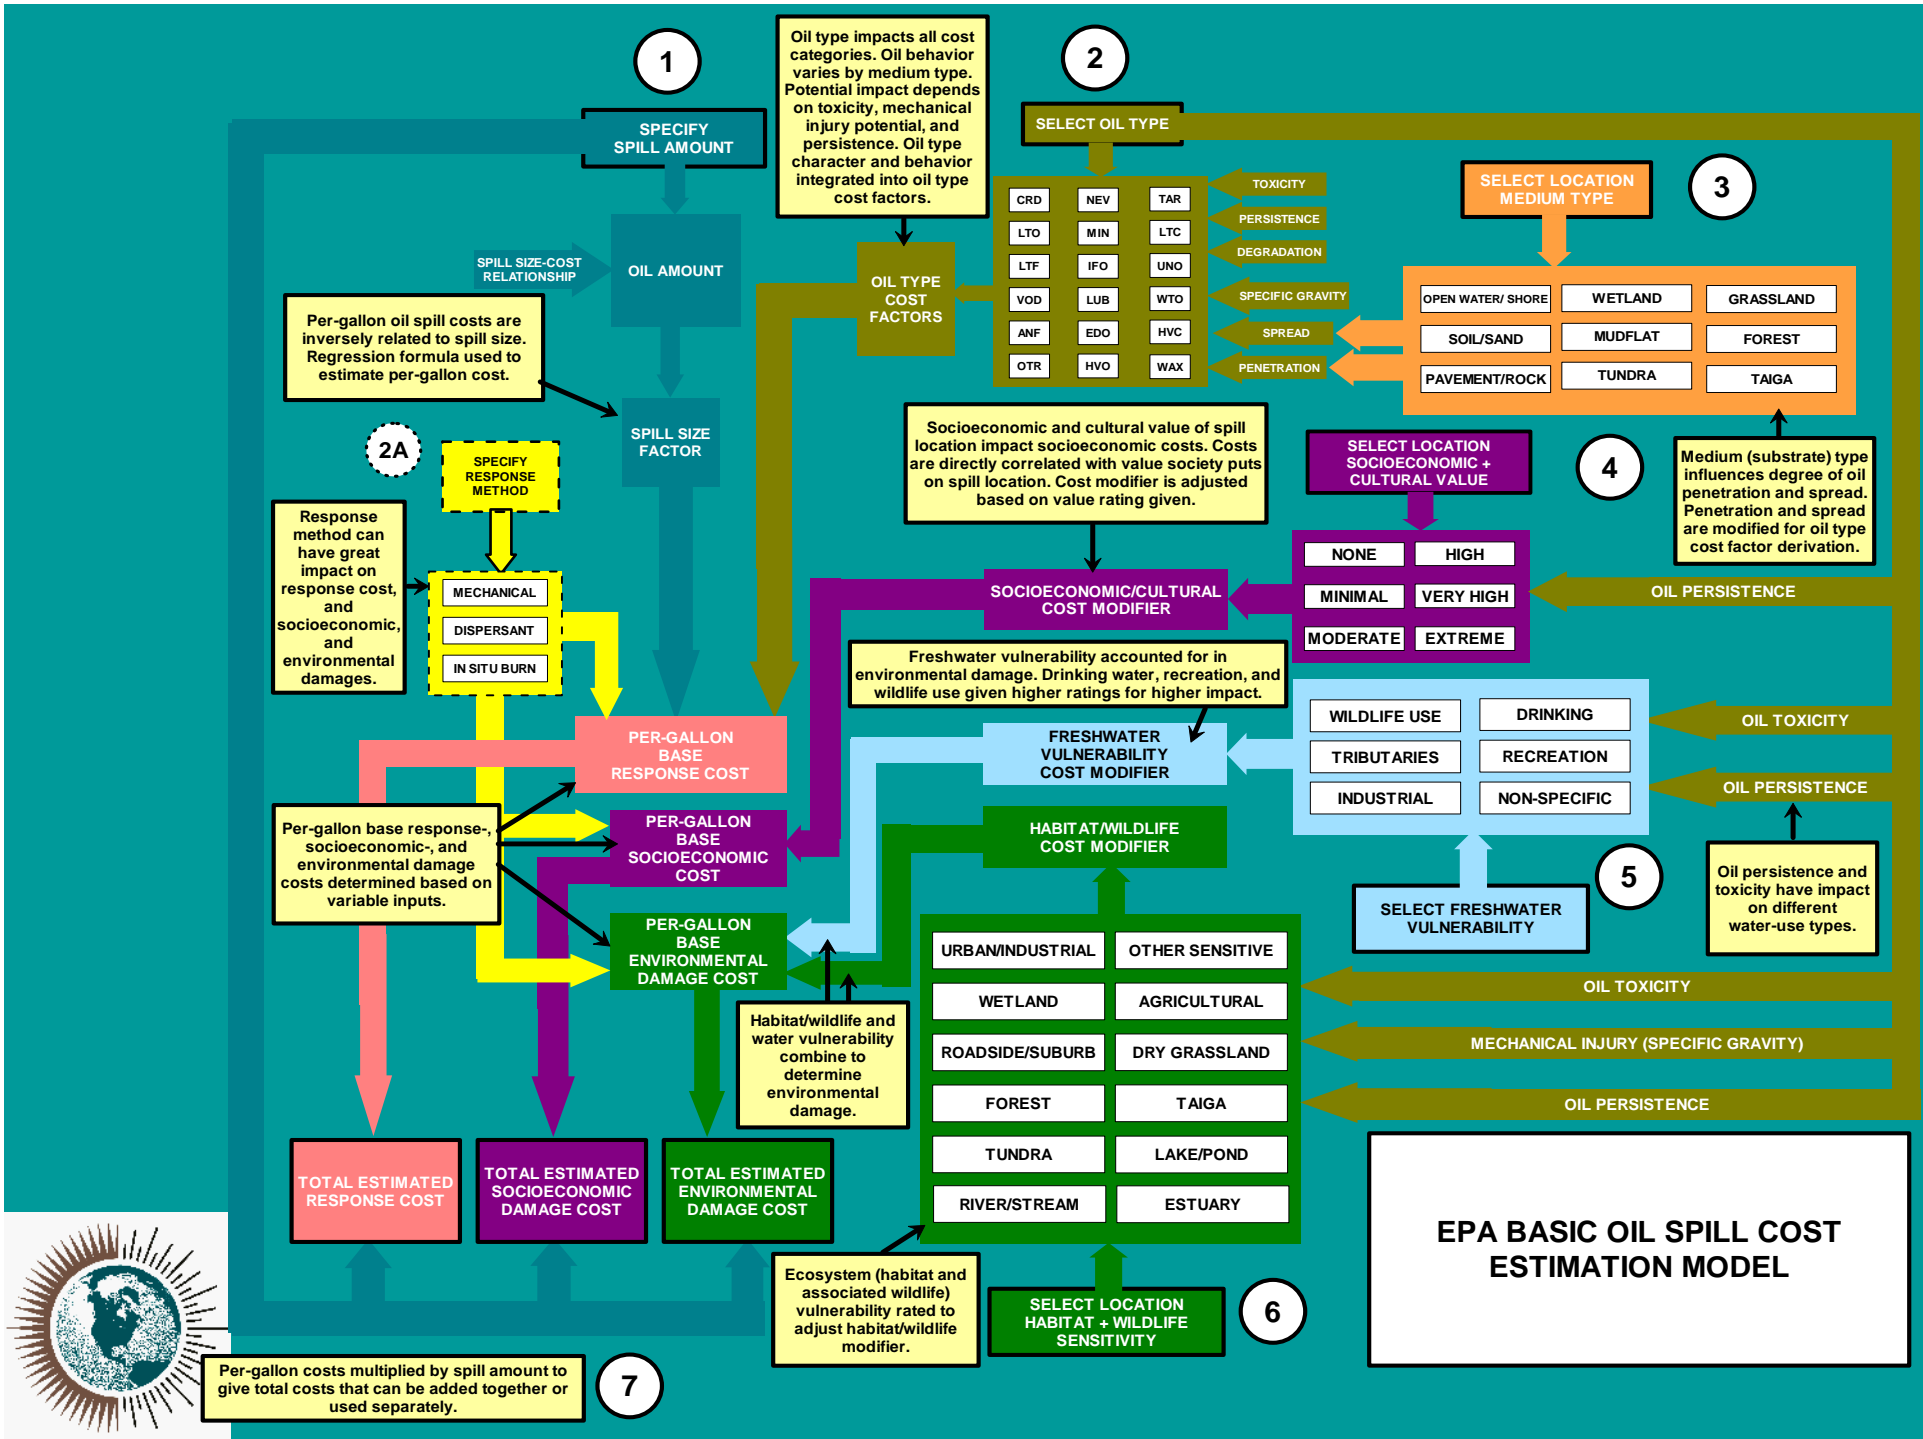 1
SPECIFY
SPILL AMOUNT
Oil type impacts all cost
categories. Oil behavior
varies by medium type.
Potential impact depends
on toxicity, mechanical
injury potential, and
persistence. Oil type
character and behavior
integrated into oil type
cost factors.
2
SELECT OIL TYPE
3
SELECT LOCATION
MEDIUM TYPE
SPILL SIZE-COST
RELATIONSHIP
OIL AMOUNT
OIL TYPE
COST
FACTORS
CRD NEV TAR
LTO MIN LTC
LTF IFO UNO
VOD LUB WTO
ANF EDO HVC
OTR HVO WAX
TOXICITY
PERSISTENCE
DEGRADATION
SPECIFIC GRAVITY
SPREAD
PENETRATION
OPEN WATER/ SHORE WETLAND GRASSLAND
SOIL/SAND MUDFLAT FOREST
PAVEMENT/ROCK TUNDRA TAIGA
Per-gallon oil spill costs are
inversely related to spill size.
Regression formula used to
estimate per-gallon cost.
SPILL SIZE
FACTOR
2A
SPECIFY
RESPONSE
METHOD
Response
method can
have great
impact on
response cost,
and
socioeconomic,
and
environmental
damages.
MECHANICAL
DISPERSANT
IN SITU BURN
Socioeconomic and cultural value of spill
location impact socioeconomic costs. Costs
are directly correlated with value society puts
on spill location. Cost modifier is adjusted
based on value rating given.
SELECT LOCATION
SOCIOECONOMIC +
CULTURAL VALUE
4
Medium (substrate) type
influences degree of oil
penetration and spread.
Penetration and spread
are modified for oil type
cost factor derivation.
SOCIOECONOMIC/CULTURAL
COST MODIFIER
NONE HIGH
MINIMAL VERY HIGH
MODERATE EXTREME
OIL PERSISTENCE
Freshwater vulnerability accounted for in
environmental damage. Drinking water, recreation, and
wildlife use given higher ratings for higher impact.
FRESHWATER
VULNERABILITY
COST MODIFIER
WILDLIFE USE DRINKING
TRIBUTARIES RECREATION
INDUSTRIAL NON-SPECIFIC
OIL TOXICITY
OIL PERSISTENCE
PER-GALLON
BASE
RESPONSE COST
Per-gallon base response-,
socioeconomic-, and
environmental damage
costs determined based on
variable inputs.
PER-GALLON
BASE
SOCIOECONOMIC
COST
HABITAT/WILDLIFE
COST MODIFIER
5
SELECT FRESHWATER
VULNERABILITY
Oil persistence and
toxicity have impact
on different
water-use types.
PER-GALLON
BASE
ENVIRONMENTAL
DAMAGE COST
URBAN/INDUSTRIAL OTHER SENSITIVE
WETLAND AGRICULTURAL
ROADSIDE/SUBURB DRY GRASSLAND
FOREST TAIGA
TUNDRA LAKE/POND
RIVER/STREAM ESTUARY
OIL TOXICITY
MECHANICAL INJURY (SPECIFIC GRAVITY)
OIL PERSISTENCE
Habitat/wildlife and
water vulnerability
combine to
determine
environmental
damage.
TOTAL ESTIMATED
RESPONSE COST
TOTAL ESTIMATED
SOCIOECONOMIC
DAMAGE COST
TOTAL ESTIMATED
ENVIRONMENTAL
DAMAGE COST
Ecosystem (habitat and
associated wildlife)
vulnerability rated to
adjust habitat/wildlife
modifier.
SELECT LOCATION
HABITAT + WILDLIFE
SENSITIVITY
6
EPA BASIC OIL SPILL COST
ESTIMATION MODEL
Per-gallon costs multiplied by spill amount to
give total costs that can be added together or
used separately.
7